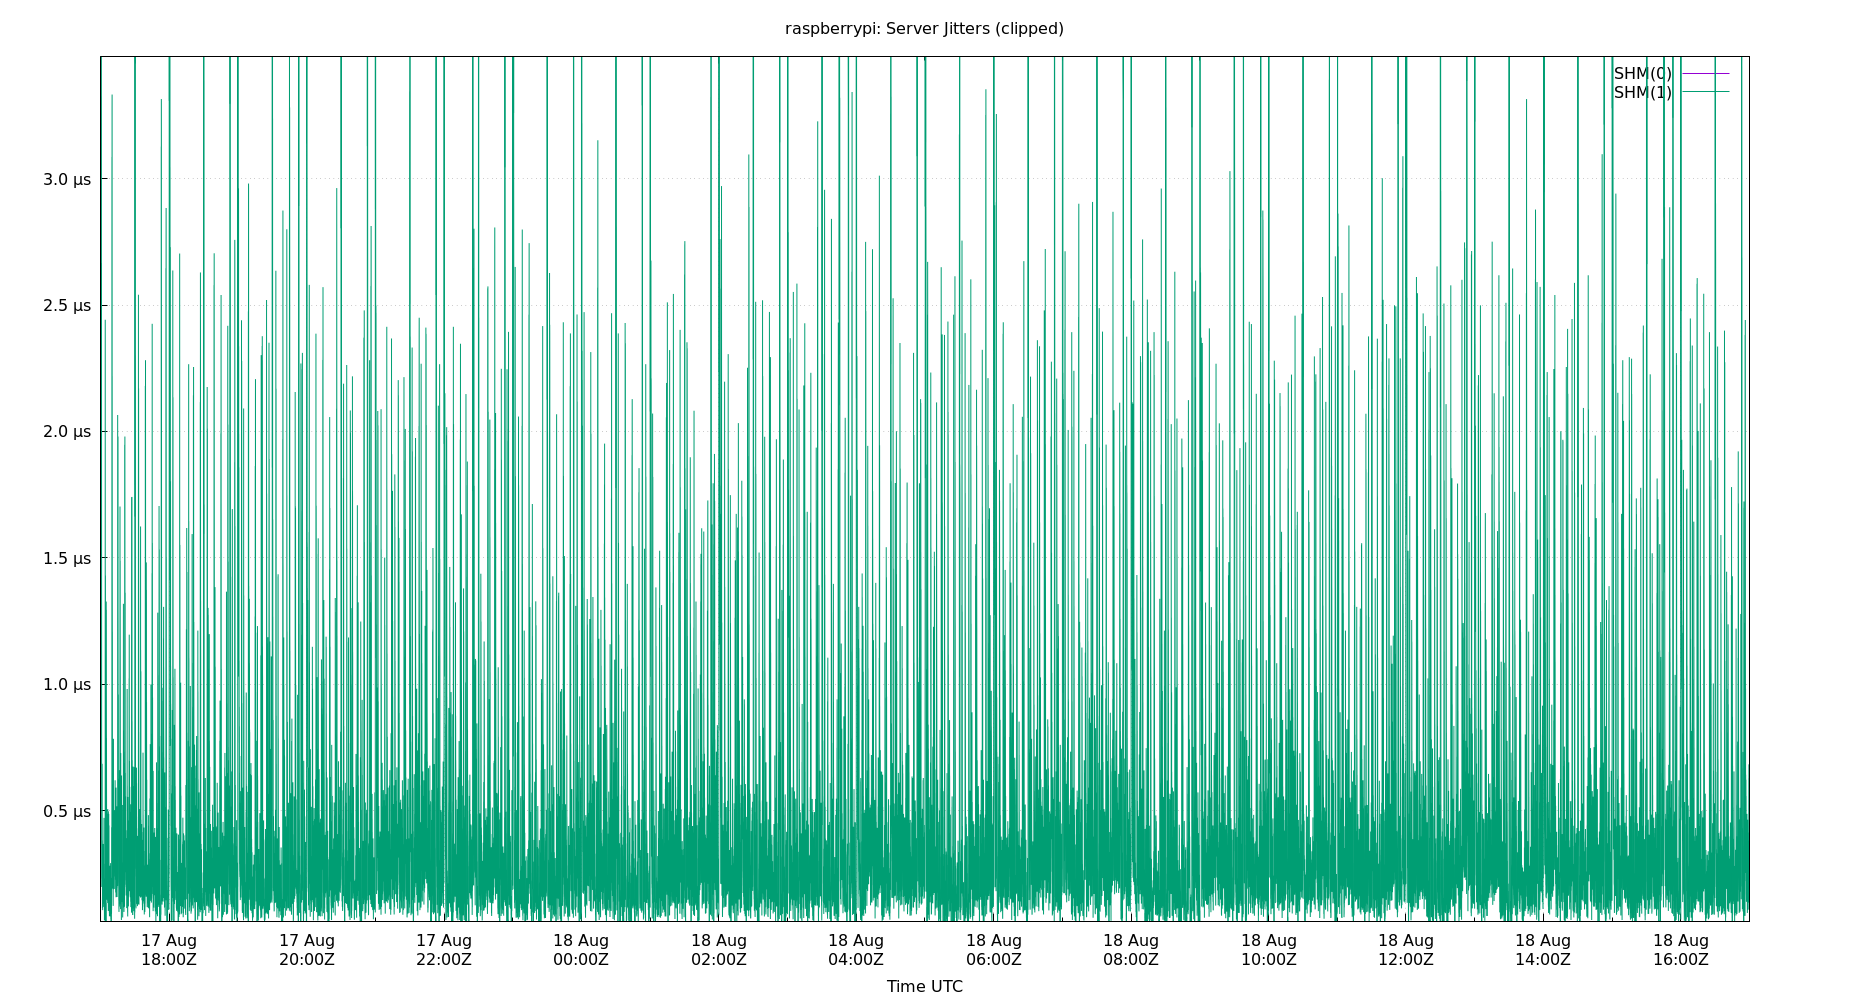 raspberrypi: Server Jitters (clipped)
SHM(0)
SHM(1)
3.0 µs
2.5 µs
2.0 µs
1.5 µs
1.0 µs
0.5 µs
17 Aug 17 Aug 17 Aug 18 Aug 18 Aug 18 Aug 18 Aug 18 Aug 18 Aug 18 Aug 18 Aug 18 Aug
18:00Z 20:00Z 22:00Z 00:00Z 02:00Z 04:00Z 06:00Z 08:00Z 10:00Z 12:00Z 14:00Z 16:00Z
Time UTC